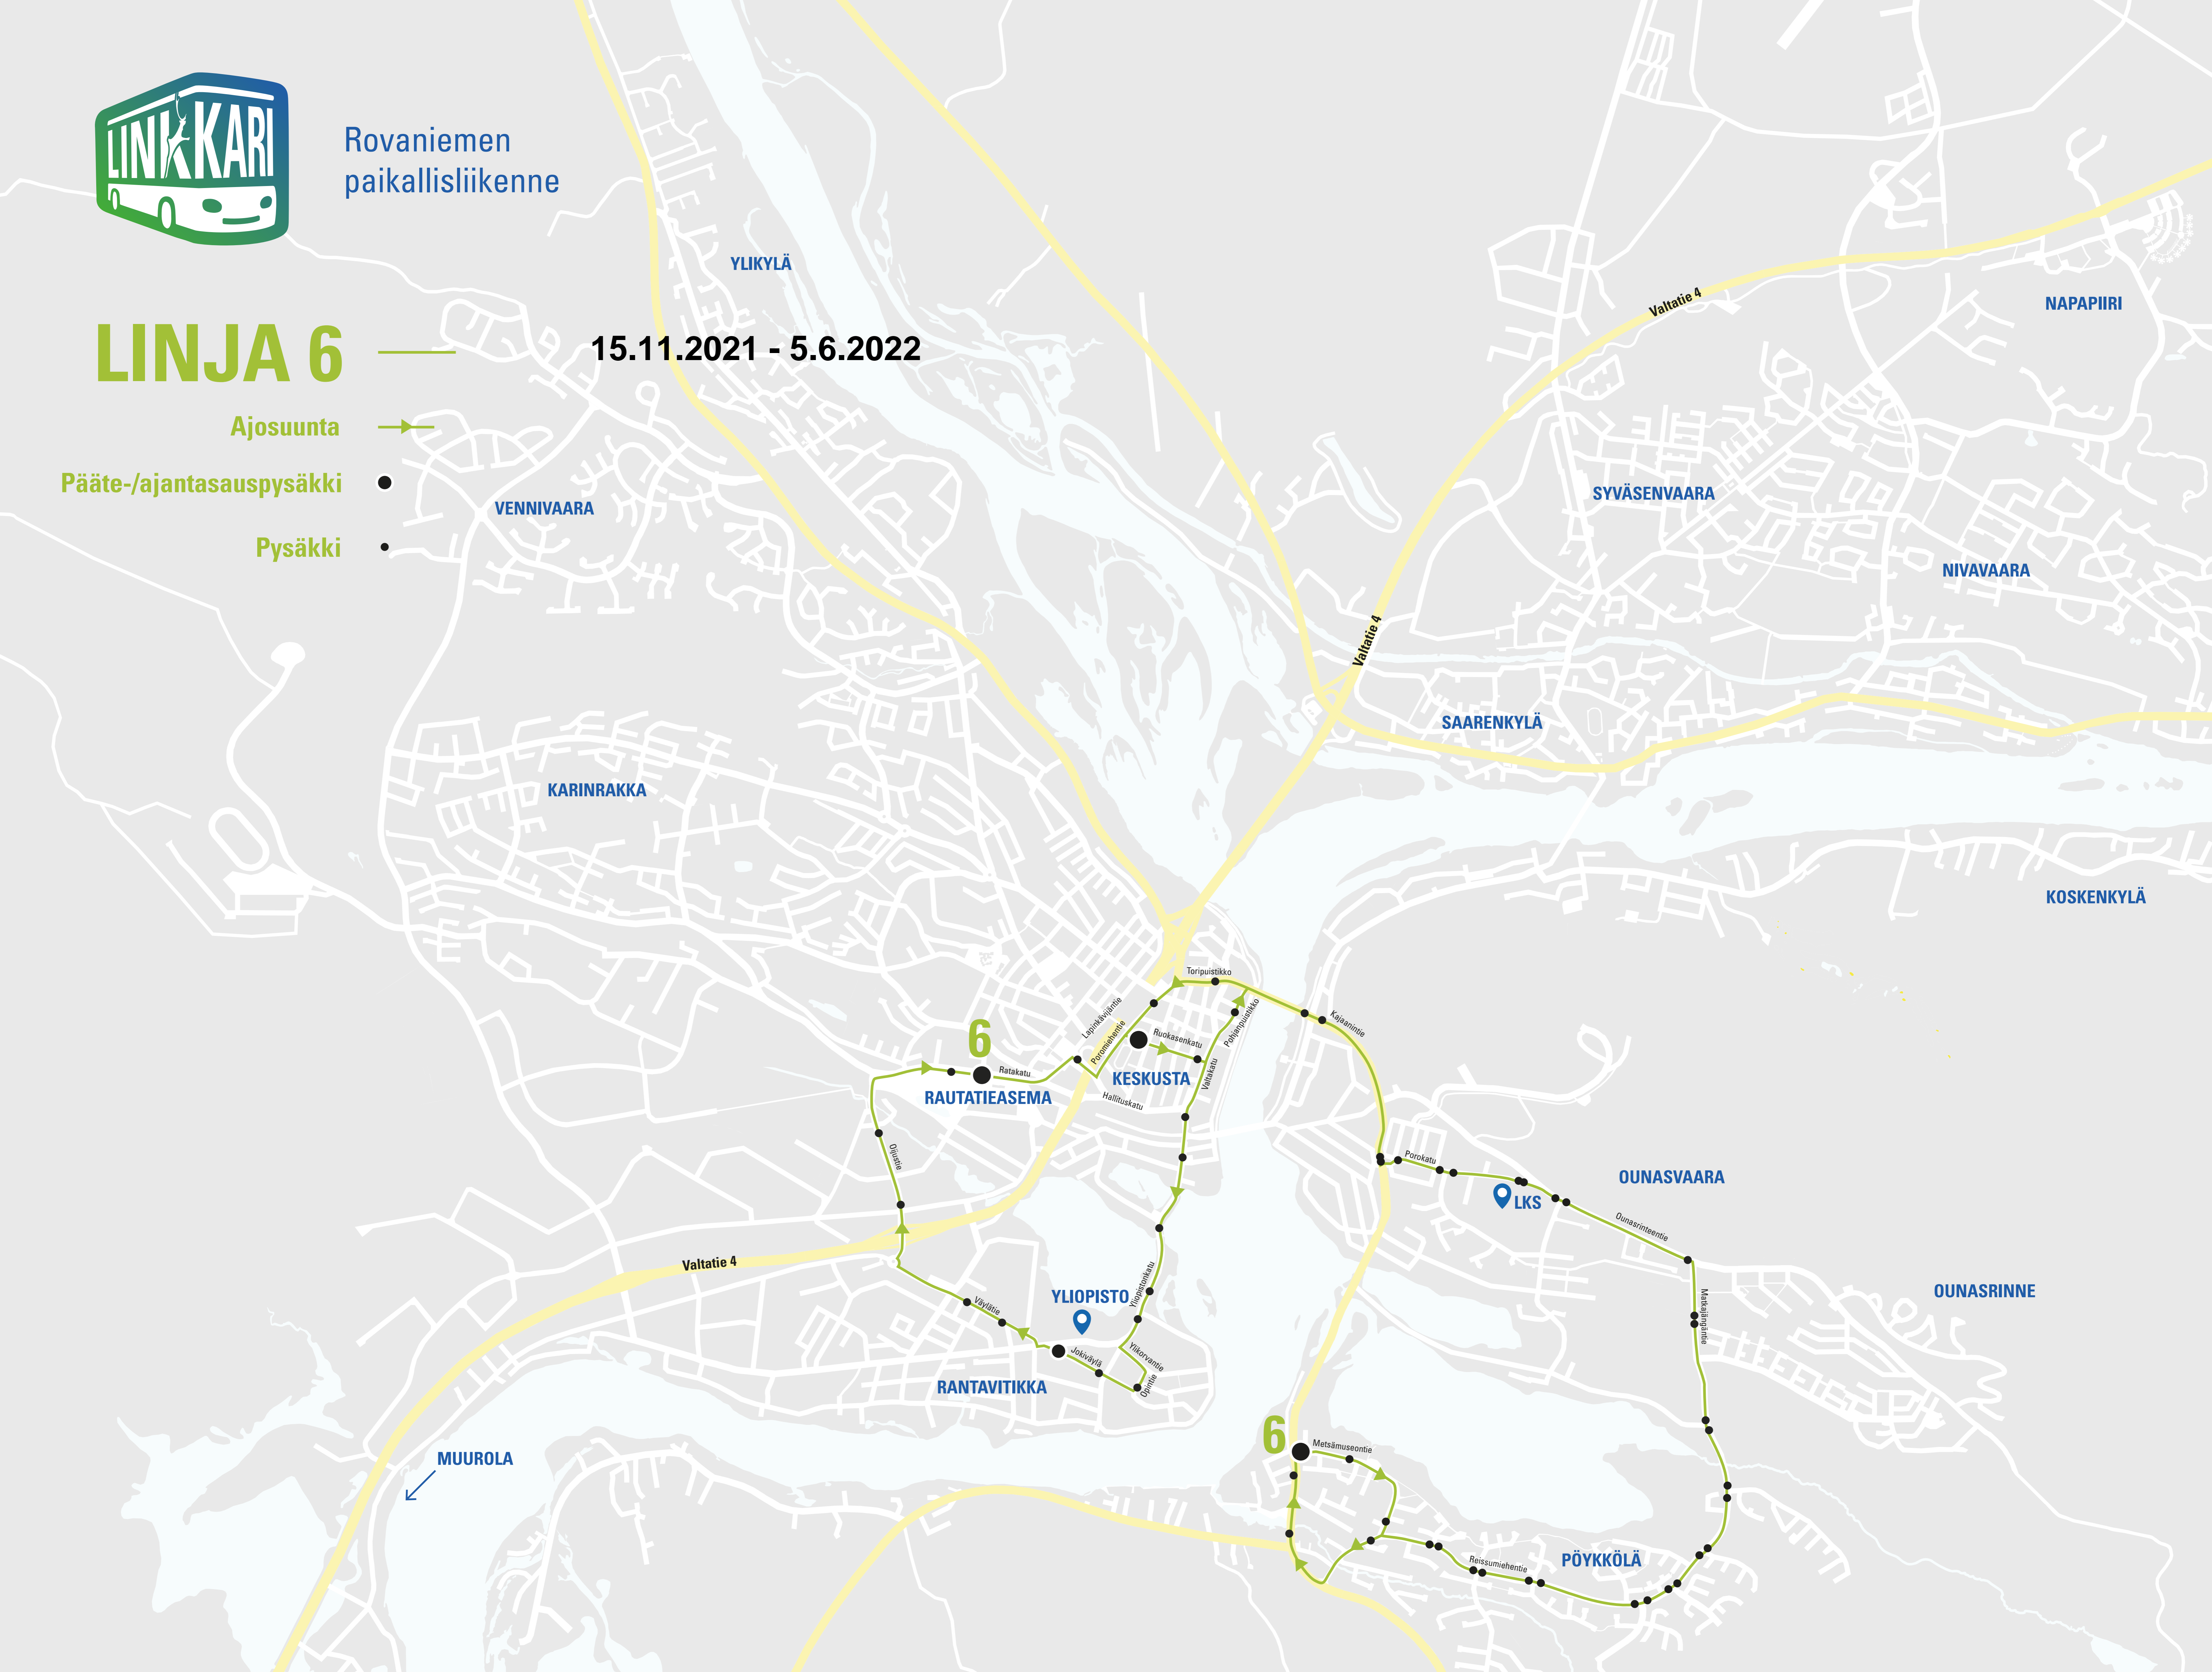 LINKKARI
Rovaniemen
paikallisliikenne
LINJA 6
15.11.2021 - 5.6.2022
Ajosuunta
Pääte-/ajantasauspysäkki
Pysäkki
YLIKYLÄ
NAPAPIIRI
Valtatie 4
SYVÄSENVAARA
VENNIVAARA
NIVAVAARA
Valtatie 4
SAARENKYLÄ
KARINRAKKA
KOSKENKYLÄ
Toripuistikko
Lapinkävijäntie
Poromiehentie
Pohjanpuistikko
Kajaanintie
6
Ruokasenkatu
Ratakatu
KESKUSTA
Valtakatu
RAUTATIEASEMA
Hallituskatu
Oijustie
Porokatu
OUNASVAARA
LKS
Ounasrinteentie
Valtatie 4
YLIOPISTO
Yliopistonkatu
OUNASRINNE
Väylätie
Matkajängäntie
Jokiväylä
Ylikorvantie
RANTAVITIKKA
Opintie
6
Metsämuseontie
MUUROLA
Reissumiehentie
PÖYKKÖLÄ